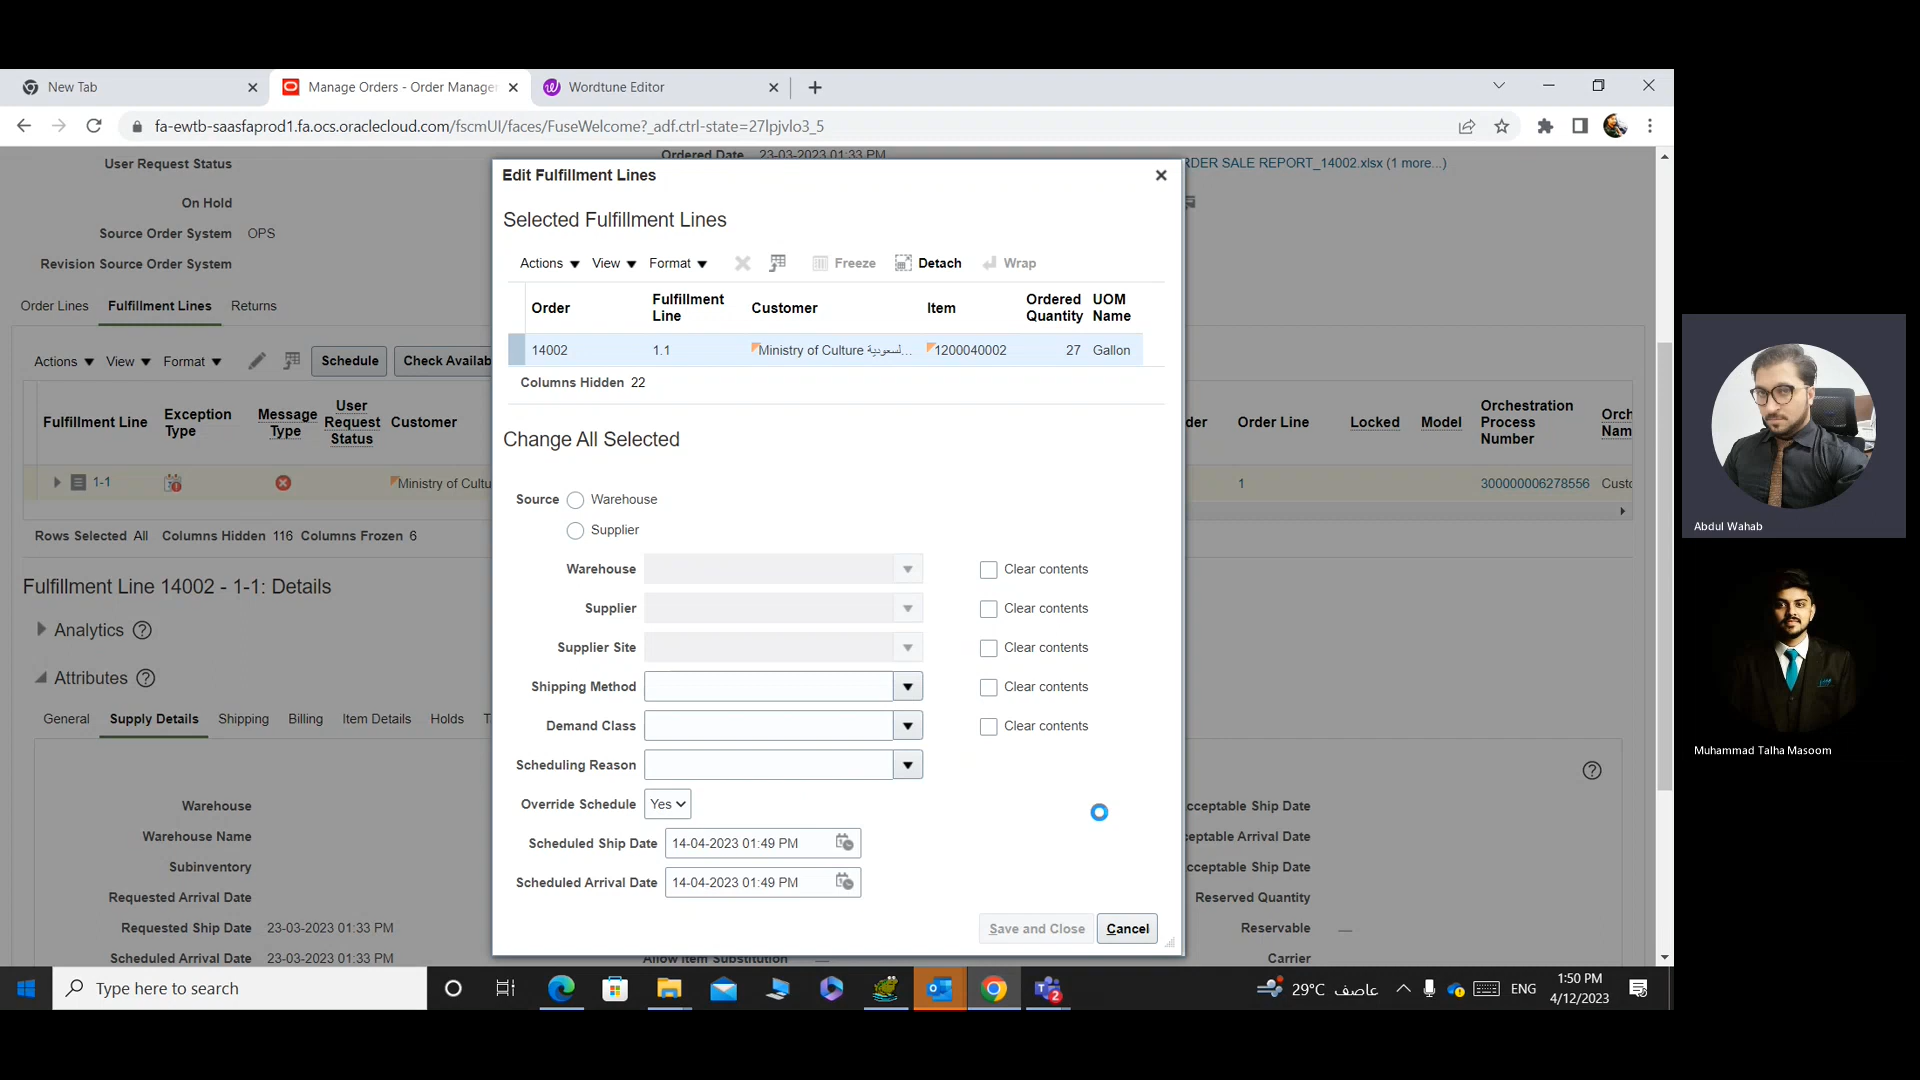 New Tab
Manage Orders - Order Manage
Wordtune Editor
fa-ewtb-saasfaprod1.fa.ocs.oraclecloud.com/fscmUI/faces/FuseWelcome?_adf.ctrl-state=27lpjvlo3_5
User Request Status
Ordered Date 23-03-2023 01:33 PM
RDER SALE REPORT_14002.xlsx (1 more...)
On Hold
Source Order System OPS
Revision Source Order System
Order Lines Fulfillment Lines Returns
Actions View Format Schedule Check Availab
Fulfillment Line
Exception Type
Message Type
User Request Status
Customer
der
Order Line
Locked
Model
Orchestration Process Number
Orch
Nam
1-1
Ministry of Cultu
1
300000006278556
Custo
Rows Selected All Columns Hidden 116 Columns Frozen 6
Fulfillment Line 14002 - 1-1: Details
Analytics
Attributes
General Supply Details Shipping Billing Item Details Holds T
Warehouse
Warehouse Name
Subinventory
Requested Arrival Date
Requested Ship Date 23-03-2023 01:33 PM
Scheduled Arrival Date 23-03-2023 01:33 PM
Allow Item Substitution
cceptable Ship Date
ceptable Arrival Date
cceptable Ship Date
Reserved Quantity
Reservable
Carrier
Edit Fulfillment Lines
Selected Fulfillment Lines
Actions View Format Freeze Detach Wrap
Order
Fulfillment Line
Customer
Item
Ordered Quantity
UOM Name
14002 1.1 Ministry of Culture لسعودية... 1200040002 27 Gallon
Columns Hidden 22
Change All Selected
Source Warehouse
Supplier
Warehouse Clear contents
Supplier Clear contents
Supplier Site Clear contents
Shipping Method Clear contents
Demand Class Clear contents
Scheduling Reason
Override Schedule Yes
Scheduled Ship Date 14-04-2023 01:49 PM
Scheduled Arrival Date 14-04-2023 01:49 PM
Save and Close Cancel
Abdul Wahab
Muhammad Talha Masoom
Type here to search
2
29°C عاصف
ENG
1:50 PM
4/12/2023